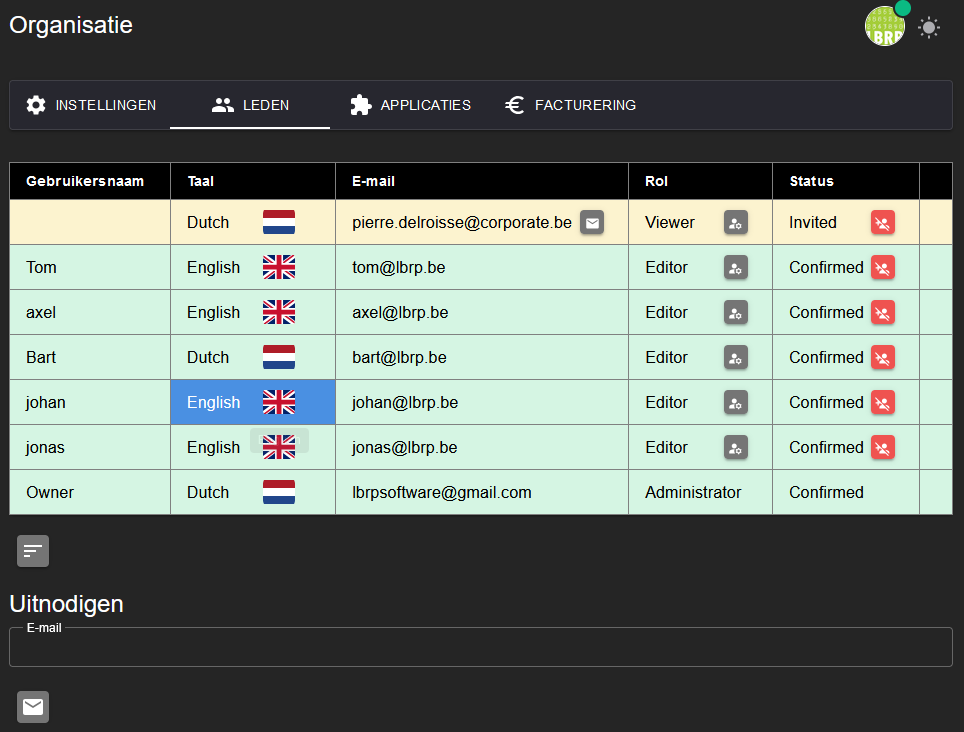 Organisatie
LBRP
INSTELLINGEN LEDEN APPLICATIES FACTURERING
Gebruikersnaam Taal E-mail Rol Status
Dutch pierre.delroisse@corporate.be Viewer Invited
Tom English tom@lbrp.be Editor Confirmed
axel English axel@lbrp.be Editor Confirmed
Bart Dutch bart@lbrp.be Editor Confirmed
johan English johan@lbrp.be Editor Confirmed
jonas English jonas@lbrp.be Editor Confirmed
Owner Dutch lbrpsoftware@gmail.com Administrator Confirmed
Uitnodigen
E-mail